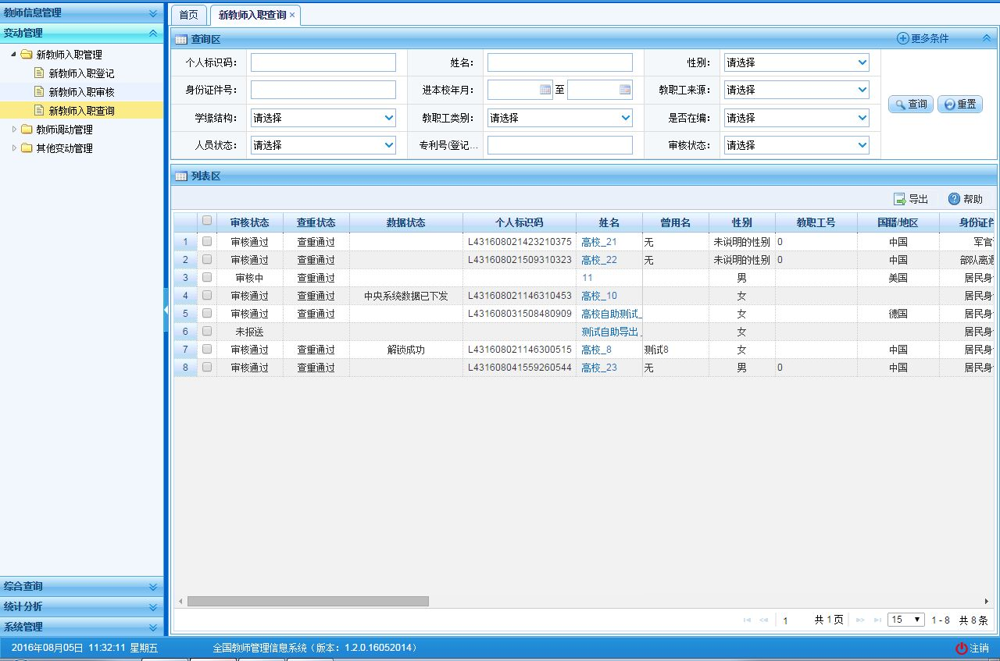 教师信息管理
变动管理
新教师入职管理
新教师入职登记
新教师入职审核
新教师入职查询
教师调动管理
其他变动管理
综合查询
统计分析
系统管理
首页 新教师入职查询 ×
查询区 更多条件
个人标识码： 姓名： 性别： 请选择
身份证件号： 进本校年月： 至 教职工来源： 请选择
学缘结构： 请选择 教职工类别： 请选择 是否在编： 请选择
人员状态： 请选择 专利号(登记... 审核状态： 请选择
查询 重置
列表区
导出 帮助
审核状态 查重状态 数据状态 个人标识码 姓名 曾用名 性别 教职工号 国籍/地区 身份证件
1 审核通过 查重通过 L431608021423210375 高校_21 无 未说明的性别 0 中国 军官
2 审核通过 查重通过 L431608021509310323 高校_22 无 未说明的性别 0 中国 部队离退
3 审核中 查重通过 11 男 美国 居民身
4 审核通过 查重通过 中央系统数据已下发 L431608021146310453 高校_10 女 居民身
5 审核通过 查重通过 L431608031508480909 高校自助测试_ 女 德国 居民身
6 未报送 测试自助导出_ 女 居民身
7 审核通过 查重通过 解锁成功 L431608021146300515 高校_8 测试8 女 中国 居民身
8 审核通过 查重通过 L431608041559260544 高校_23 无 男 0 中国 居民身
1 共 1 页 15 1 - 8 共 8 条
2016年08月05日 11:32:11 星期五 全国教师管理信息系统（版本：1.2.0.16052014） 注销